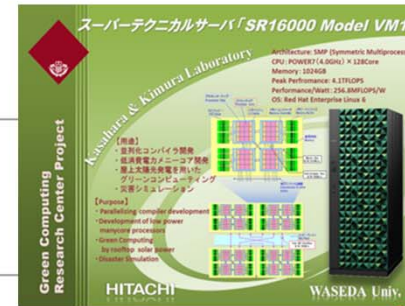 スーパーテクニカルサーバ「SR16000 Model VM1
Architecture: SMP (Symmetric Multiprocess
CPU: POWER7 (4.0GHz) × 128Core
Memory: 1024GB
Peak Performance: 4.1TFLOPS
Performance/Watt: 256.8MFLOPS/W
OS: Red Hat Enterprise Linux 6
Kasahara & Kimura Laboratory
Green Computing
Research Center Project
【用途】
・並列化コンパイラ開発
・低消費電力メニーコア開発
・屋上太陽光発電を用いた
グリーンコンピューティング
・災害シミュレーション
【Purpose】
・Parallelizing compiler development
・Development of low power
manycore processors
・Green Computing
by rooftop solar power
・Disaster Simulation
HITACHI
WASEDA Univ.